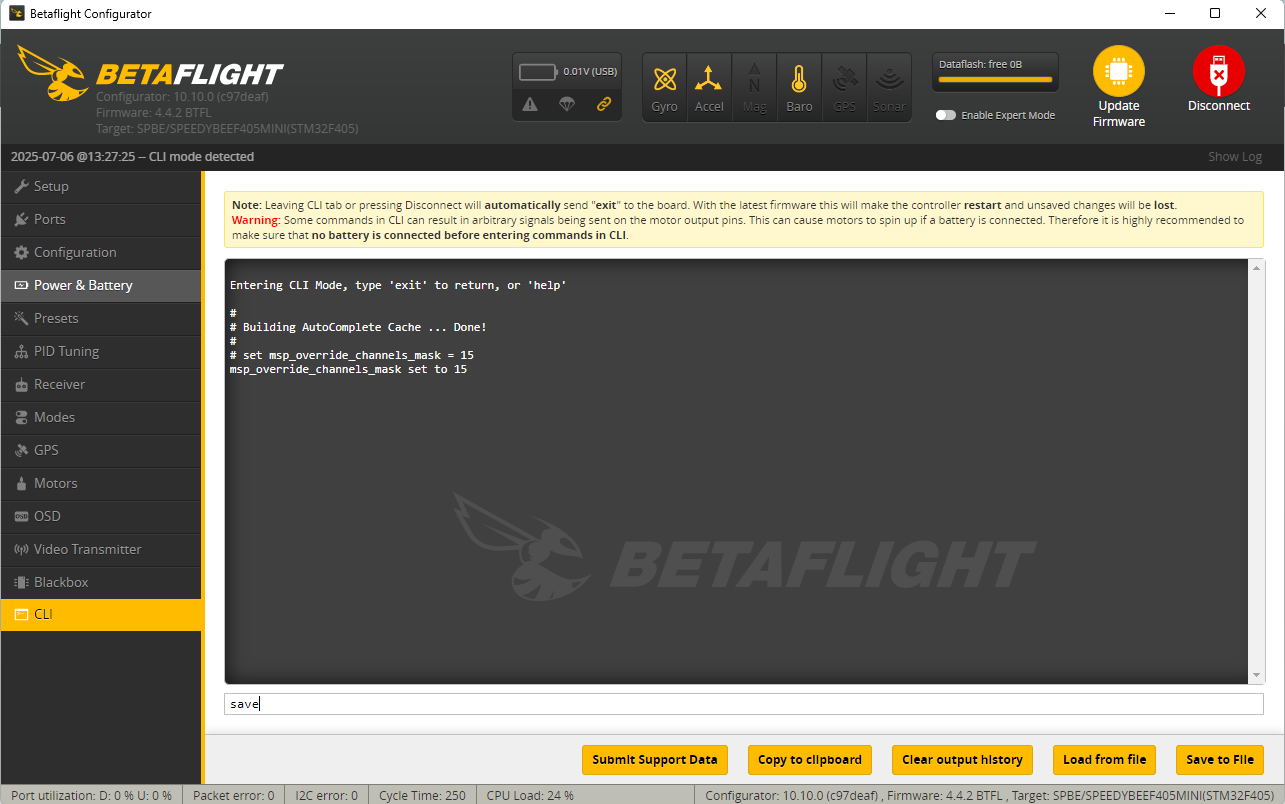 Betaflight Configurator
BETAFLIGHT
Configurator: 10.10.0 (c97deaf)
Firmware: 4.4.2 BTFL
Target: SPBE/SPEEDYBEEF405MINI(STM32F405)
0.01V (USB)
Gyro
Accel
N
Mag
Baro
GPS
Sonar
Dataflash: free 0B
Enable Expert Mode
Update
Firmware
Disconnect
2025-07-06 @13:27:25 -- CLI mode detected
Show Log
Setup
Ports
Configuration
Power & Battery
Presets
PID Tuning
Receiver
Modes
GPS
Motors
OSD
Video Transmitter
Blackbox
CLI
Note: Leaving CLI tab or pressing Disconnect will automatically send "exit" to the board. With the latest firmware this will make the controller restart and unsaved changes will be lost.
Warning: Some commands in CLI can result in arbitrary signals being sent on the motor output pins. This can cause motors to spin up if a battery is connected. Therefore it is highly recommended to
make sure that no battery is connected before entering commands in CLI.
Entering CLI Mode, type 'exit' to return, or 'help'
#
# Building AutoComplete Cache ... Done!
#
# set msp_override_channels_mask = 15
msp_override_channels_mask set to 15
BETAFLIGHT
save
Submit Support Data
Copy to clipboard
Clear output history
Load from file
Save to File
Port utilization: D: 0 % U: 0 %
Packet error: 0
I2C error: 0
Cycle Time: 250
CPU Load: 24 %
Configurator: 10.10.0 (c97deaf) , Firmware: 4.4.2 BTFL , Target: SPBE/SPEEDYBEEF405MINI(STM32F405)